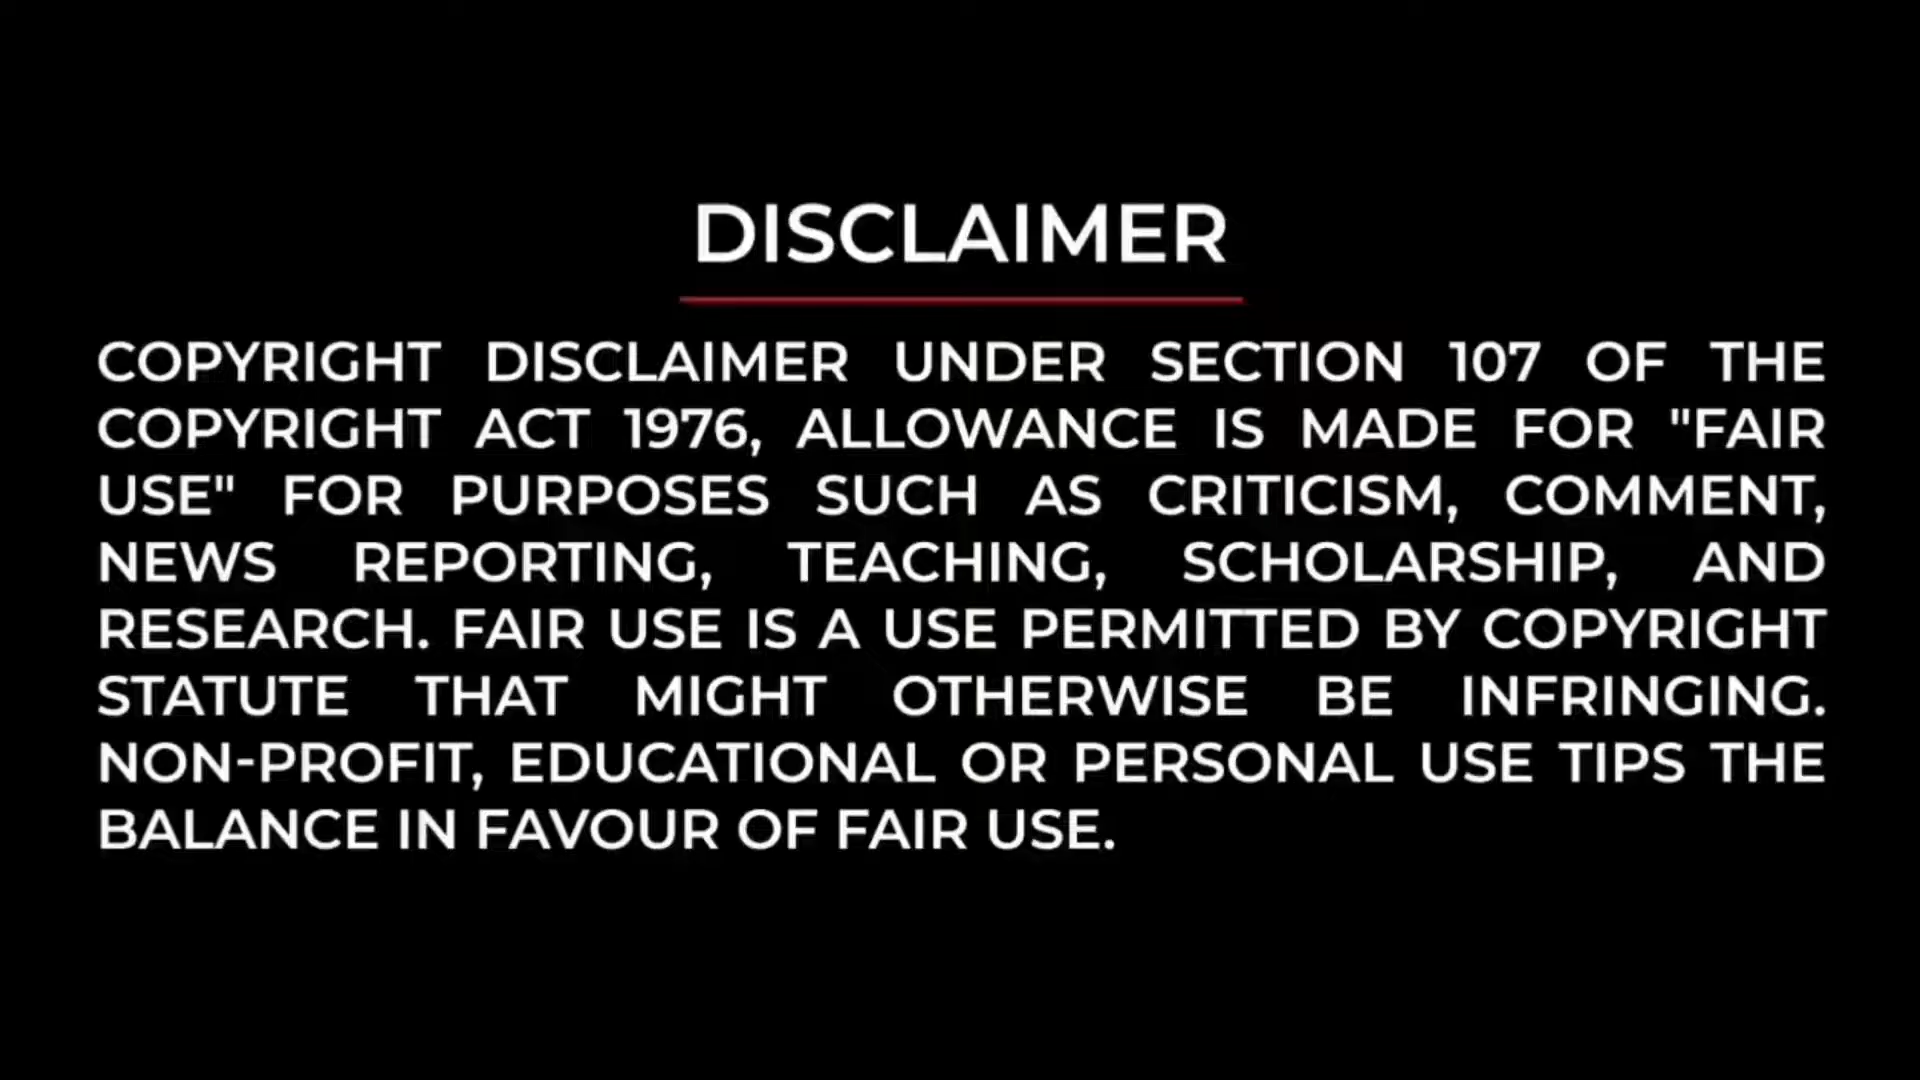 DISCLAIMER
COPYRIGHT DISCLAIMER UNDER SECTION 107 OF THE
COPYRIGHT ACT 1976, ALLOWANCE IS MADE FOR "FAIR
USE" FOR PURPOSES SUCH AS CRITICISM, COMMENT,
NEWS REPORTING, TEACHING, SCHOLARSHIP, AND
RESEARCH. FAIR USE IS A USE PERMITTED BY COPYRIGHT
STATUTE THAT MIGHT OTHERWISE BE INFRINGING.
NON-PROFIT, EDUCATIONAL OR PERSONAL USE TIPS THE
BALANCE IN FAVOUR OF FAIR USE.